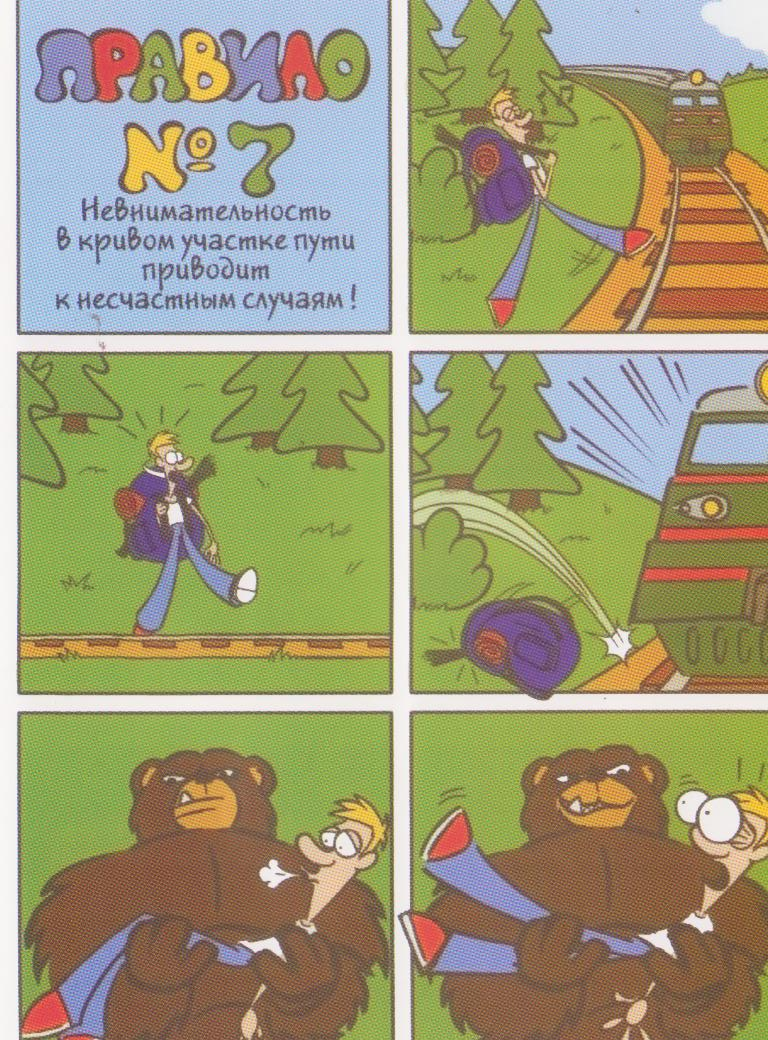 ПРАВИЛО
№ 7
Невнимательность
в кривом участке пути
приводит
к несчастным случаям!